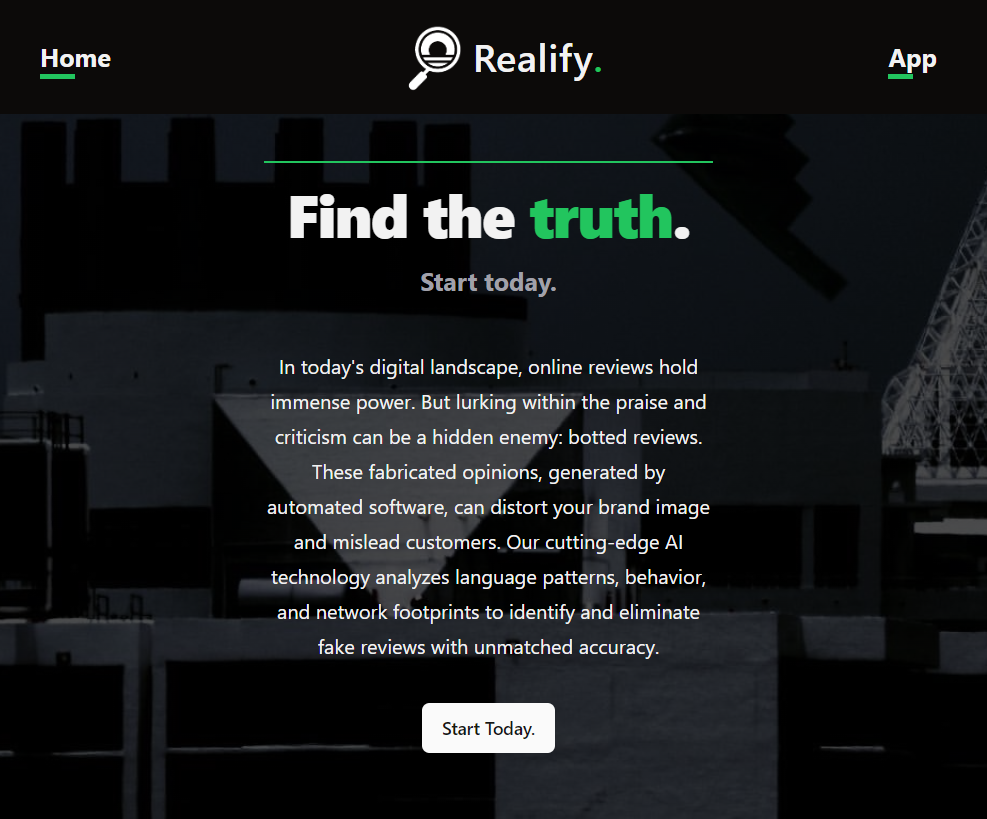 Home
Realify.
App
Find the truth.
Start today.
In today's digital landscape, online reviews hold
immense power. But lurking within the praise and
criticism can be a hidden enemy: botted reviews.
These fabricated opinions, generated by
automated software, can distort your brand image
and mislead customers. Our cutting-edge AI
technology analyzes language patterns, behavior,
and network footprints to identify and eliminate
fake reviews with unmatched accuracy.
Start Today.